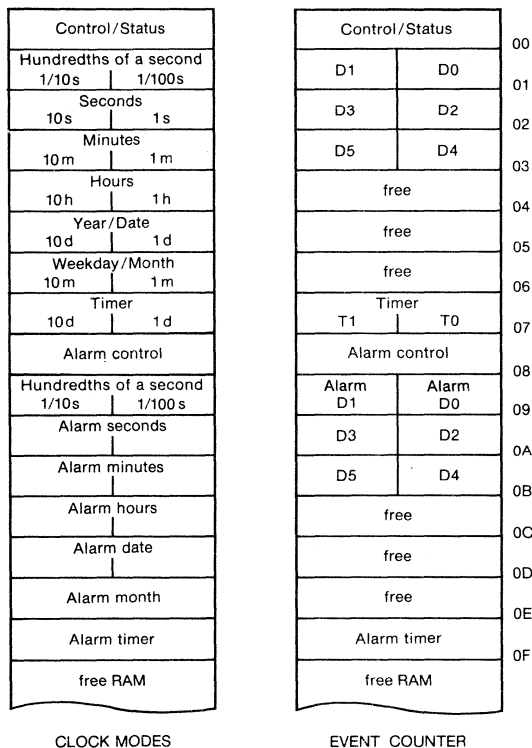 Control/Status
Hundredths of a second
1/10s 1/100s
Seconds
10s 1s
Minutes
10m 1m
Hours
10h 1h
Year/Date
10d 1d
Weekday/Month
10m 1m
Timer
10d 1d
Alarm control
Hundredths of a second
1/10s 1/100s
Alarm seconds
Alarm minutes
Alarm hours
Alarm date
Alarm month
Alarm timer
free RAM
CLOCK MODES
Control/Status
D1 D0
D3 D2
D5 D4
free
free
free
Timer
T1 T0
Alarm control
Alarm Alarm
D1 D0
D3 D2
D5 D4
free
free
free
Alarm timer
free RAM
EVENT COUNTER
00
01
02
03
04
05
06
07
08
09
0A
0B
0C
0D
0E
0F